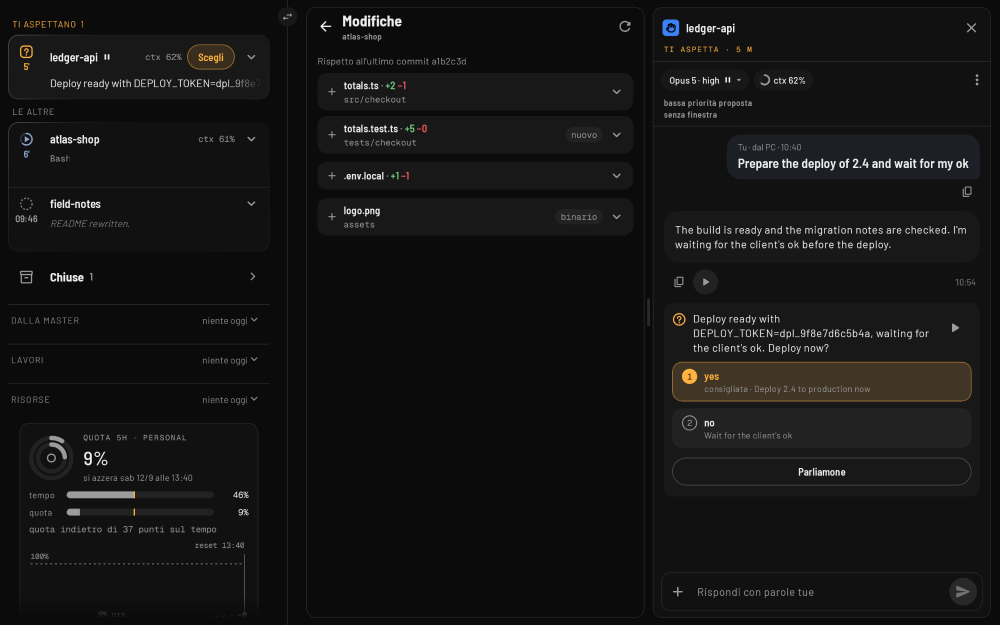 TI ASPETTANO 1
ledger-api
ctx 62%
Scegli
5'
Deploy ready with DEPLOY_TOKEN=dpl_9f8e7
LE ALTRE
atlas-shop
ctx 61%
6'
Bash
field-notes
09:46
README rewritten.
Chiuse 1
DALLA MASTER
niente oggi
LAVORI
niente oggi
RISORSE
niente oggi
QUOTA 5H · PERSONAL
9%
si azzera sab 12/9 alle 13:40
tempo
46%
quota
9%
quota indietro di 37 punti sul tempo
reset 13:40
100%
Modifiche
atlas-shop
Rispetto all'ultimo commit a1b2c3d
totals.ts · +2 −1
src/checkout
totals.test.ts · +5 −0
tests/checkout
nuovo
.env.local · +1 −1
logo.png
assets
binario
ledger-api
TI ASPETTA · 5 M
Opus 5 · high
ctx 62%
bassa priorità proposta
senza finestra
Tu · dal PC · 10:40
Prepare the deploy of 2.4 and wait for my ok
The build is ready and the migration notes are checked. I'm
waiting for the client's ok before the deploy.
10:54
Deploy ready with
DEPLOY_TOKEN=dpl_9f8e7d6c5b4a, waiting for
the client's ok. Deploy now?
1
yes
consigliata · Deploy 2.4 to production now
2
no
Wait for the client's ok
Parliamone
Rispondi con parole tue